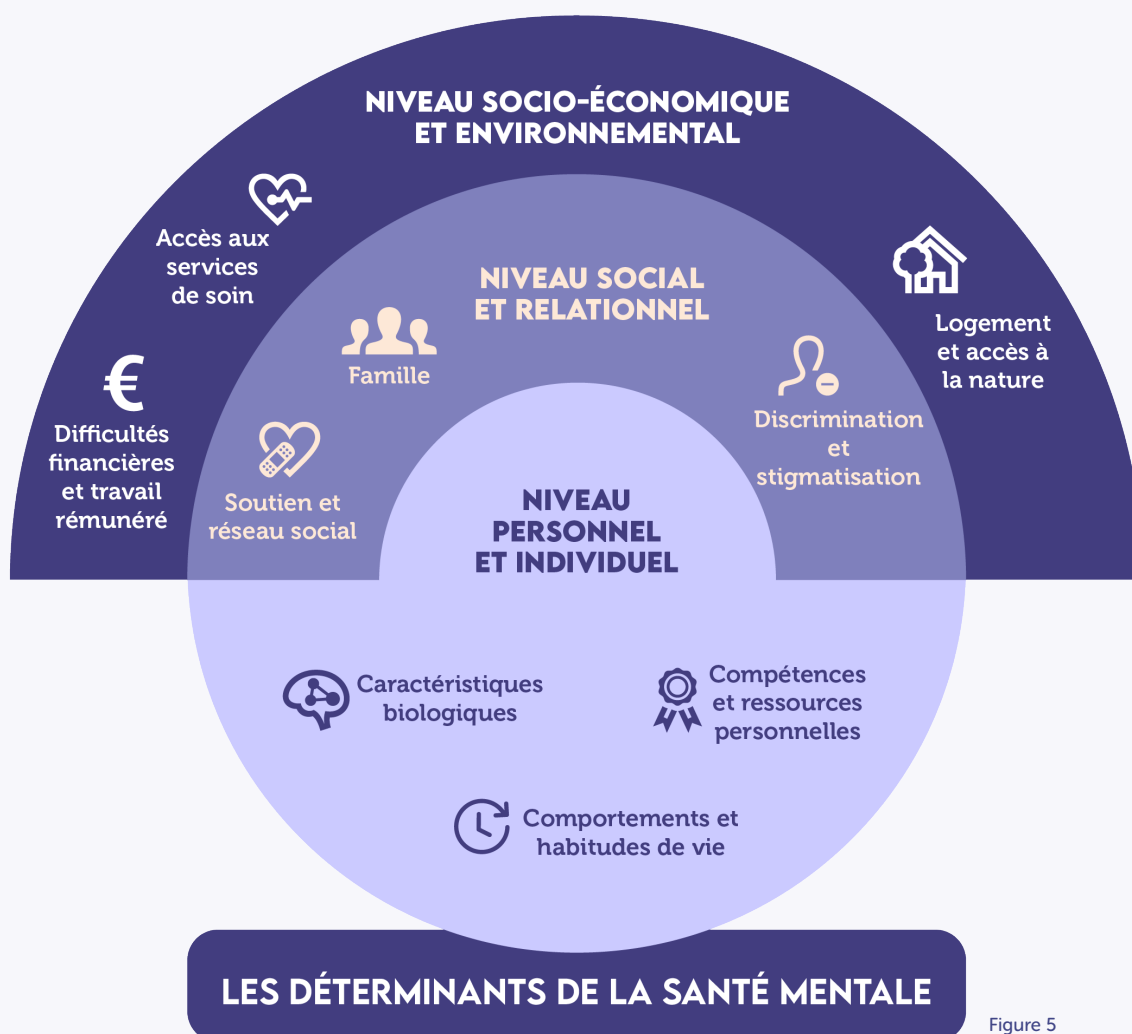 NIVEAU SOCIO-ÉCONOMIQUE
ET ENVIRONNEMENTAL
Accès aux
services
de soin
€
Difficultés
financières
et travail
rémunéré
Logement
et accès à
la nature
NIVEAU SOCIAL
ET RELATIONNEL
Famille
Soutien et
réseau social
Discrimination
et
stigmatisation
NIVEAU
PERSONNEL
ET INDIVIDUEL
Caractéristiques
biologiques
Compétences
et ressources
personnelles
Comportements et
habitudes de vie
LES DÉTERMINANTS DE LA SANTÉ MENTALE
Figure 5